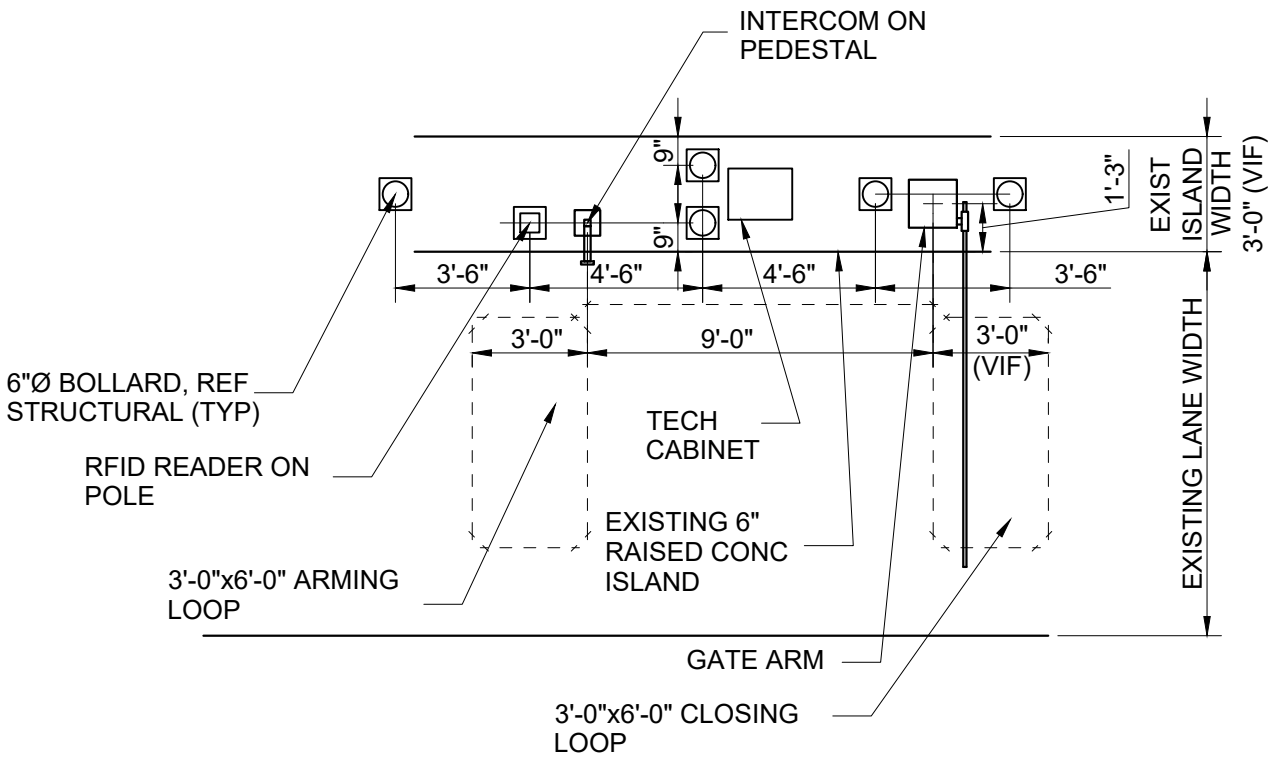 INTERCOM ON
PEDESTAL
9"
9"
1'-3"
EXIST
ISLAND
WIDTH
3'-0" (VIF)
3'-6"
4'-6"
4'-6"
3'-6"
3'-0"
9'-0"
3'-0"
(VIF)
6"Ø BOLLARD, REF
STRUCTURAL (TYP)
RFID READER ON
POLE
TECH
CABINET
EXISTING 6"
RAISED CONC
ISLAND
EXISTING LANE WIDTH
3'-0"x6'-0" ARMING
LOOP
GATE ARM
3'-0"x6'-0" CLOSING
LOOP